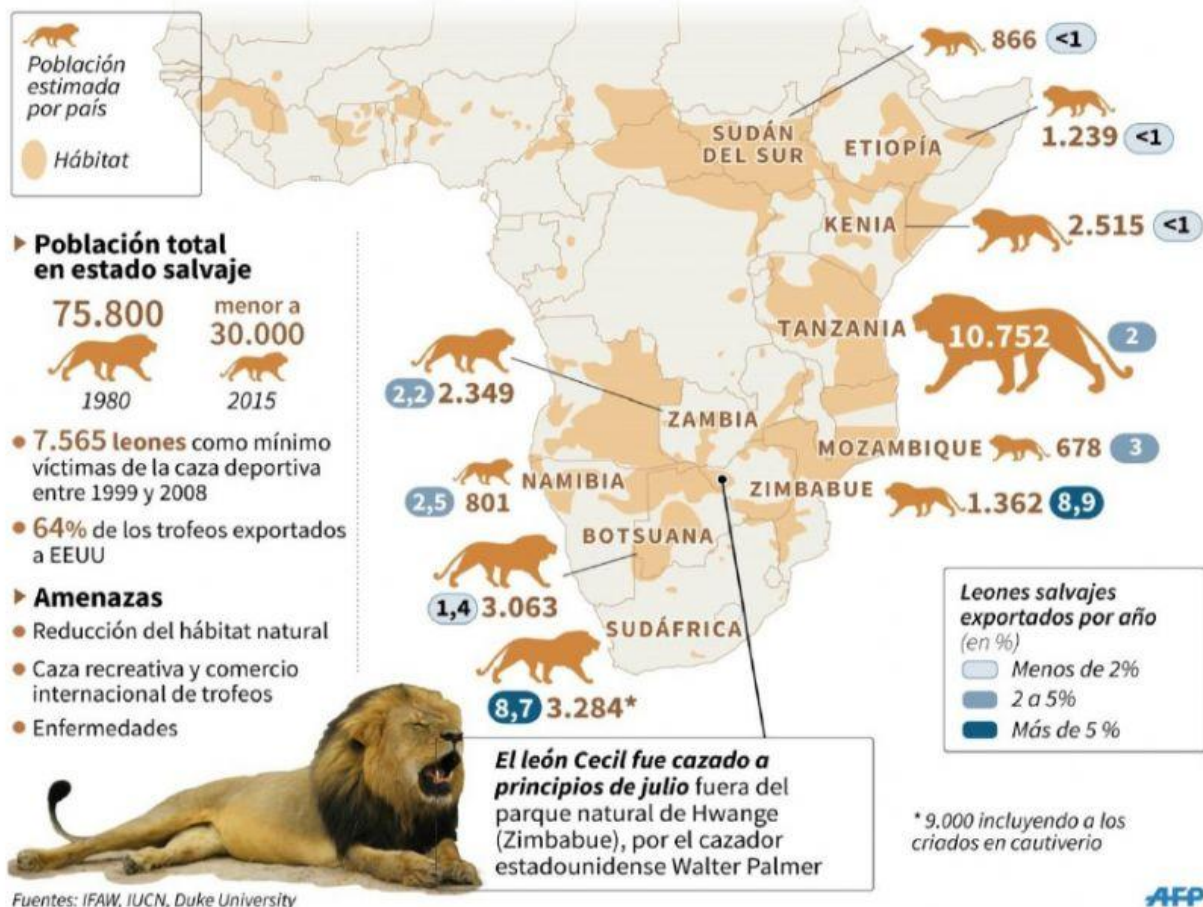 Población
estimada
por país
Hábitat
Población total
en estado salvaje
75.800
1980
menor a
30.000
2015
7.565 leones como mínimo
víctimas de la caza deportiva
entre 1999 y 2008
64% de los trofeos exportados
a EEUU
Amenazas
Reducción del hábitat natural
Caza recreativa y comercio
internacional de trofeos
Enfermedades
866 <1
SUDÁN
DEL SUR
ETIOPÍA
1.239 <1
KENIA
2.515 <1
TANZANIA
10.752 2
2,2 2.349
ZAMBIA
MOZAMBIQUE 678 3
NAMIBIA
2,5 801
ZIMBABUE 1.362 8,9
BOTSUANA
1,4 3.063
SUDÁFRICA
8,7 3.284*
Leones salvajes
exportados por año
(en %)
Menos de 2%
2 a 5%
Más de 5 %
El león Cecil fue cazado a
principios de julio fuera del
parque natural de Hwange
(Zimbabue), por el cazador
estadounidense Walter Palmer
* 9.000 incluyendo a los
criados en cautiverio
Fuentes: IFAW, IUCN, Duke University
AFP